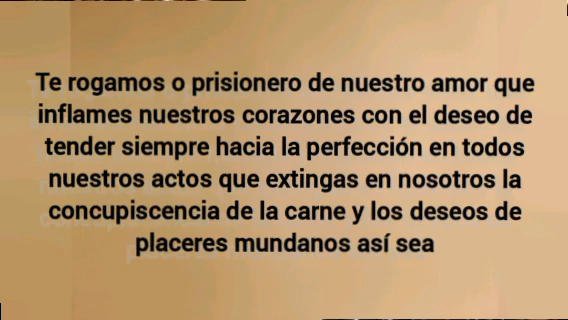 Te rogamos o prisionero de nuestro amor que
inflames nuestros corazones con el deseo de
tender siempre hacia la perfección en todos
nuestros actos que extingas en nosotros la
concupiscencia de la carne y los deseos de
placeres mundanos así sea